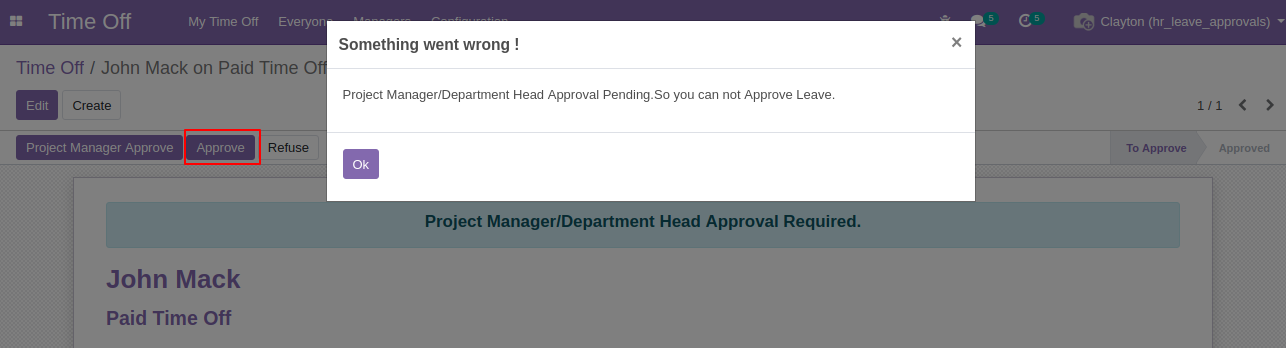 Time Off My Time Off Everyone Managers Configuration 5 5 Clayton (hr_leave_approvals)
Something went wrong ! ×
Time Off / John Mack on Paid Time Off
Project Manager/Department Head Approval Pending.So you can not Approve Leave.
Edit Create 1 / 1
Project Manager Approve Approve Refuse To Approve Approved
Ok
Project Manager/Department Head Approval Required.
John Mack
Paid Time Off